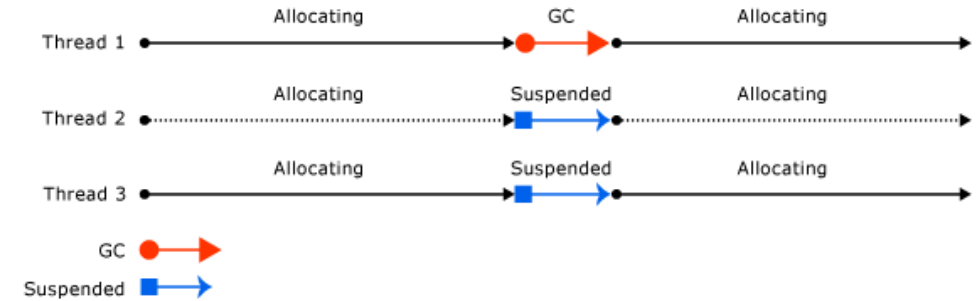 Allocating GC Allocating
Thread 1
Allocating Suspended Allocating
Thread 2
Allocating Suspended Allocating
Thread 3
GC
Suspended